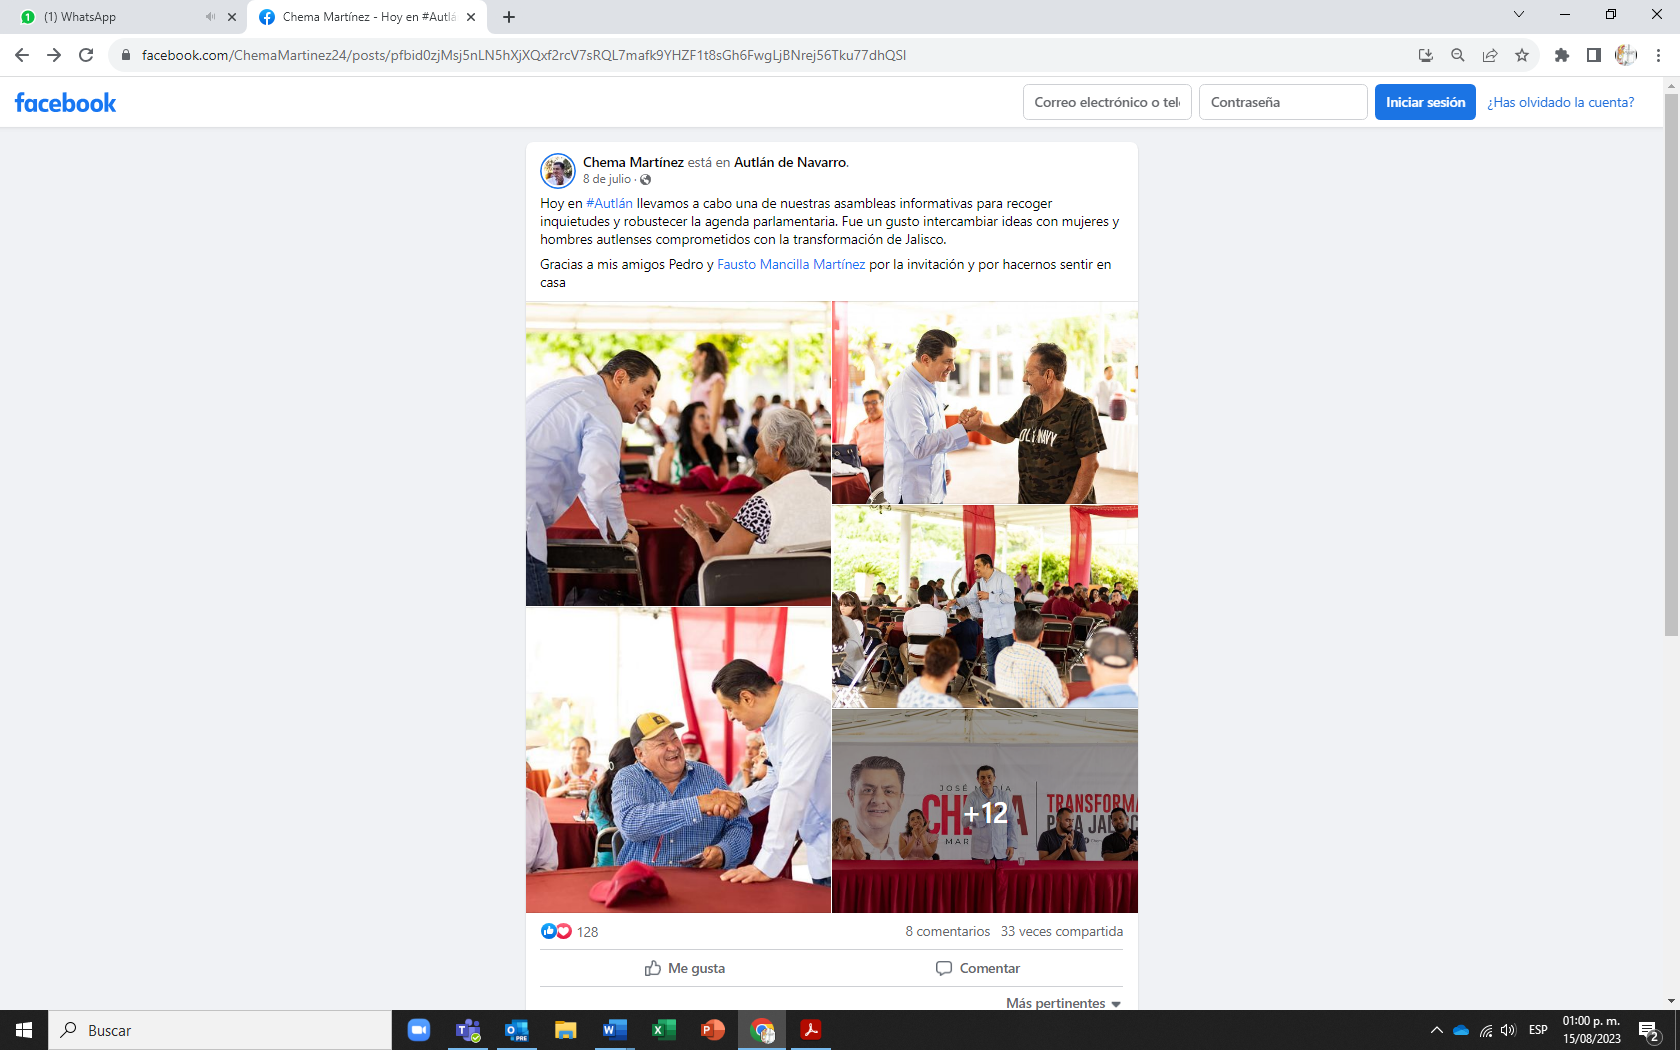 (1) WhatsApp
Chema Martínez - Hoy en #Autlá
facebook.com/ChemaMartinez24/posts/pfbid0zjMsj5nLN5hXjXQxf2rcV7sRQL7mafk9YHZF1t8sGh6FwgLjBNrej56Tku77dhQSl
facebook
Correo electrónico o tel
Contraseña
Iniciar sesión
¿Has olvidado la cuenta?
Chema Martínez está en Autlán de Navarro.
8 de julio ·
Hoy en #Autlán llevamos a cabo una de nuestras asambleas informativas para recoger
inquietudes y robustecer la agenda parlamentaria. Fue un gusto intercambiar ideas con mujeres y
hombres autlenses comprometidos con la transformación de Jalisco.
Gracias a mis amigos Pedro y Fausto Mancilla Martínez por la invitación y por hacernos sentir en
casa
NAVY
JOSÉ
TRANSFORMA
+12
128
8 comentarios 33 veces compartida
Me gusta
Comentar
Más pertinentes
Buscar
ESP
01:00 p. m.
15/08/2023
2